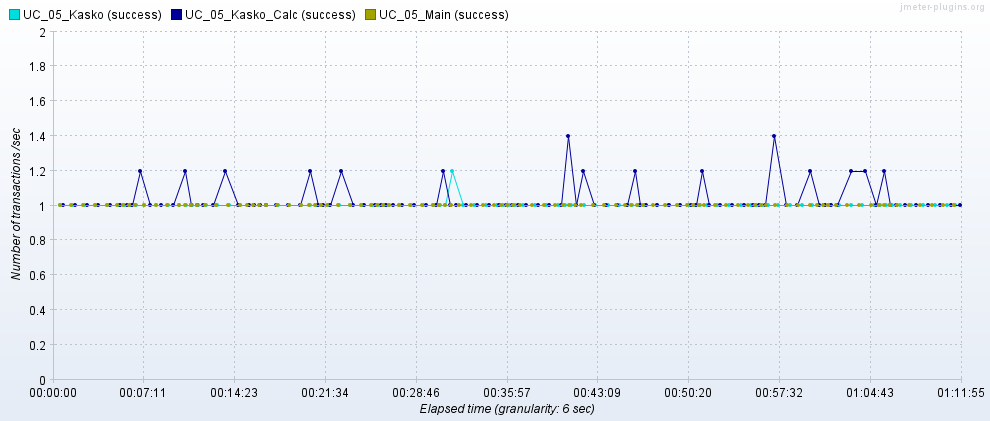 UC_05_Kasko (success) UC_05_Kasko_Calc (success) UC_05_Main (success)
jmeter-plugins.org
Number of transactions /sec
2
1.8
1.6
1.4
1.2
1
0.8
0.6
0.4
0.2
0
00:00:00 00:07:11 00:14:23 00:21:34 00:28:46 00:35:57 00:43:09 00:50:20 00:57:32 01:04:43 01:11:55
Elapsed time (granularity: 6 sec)